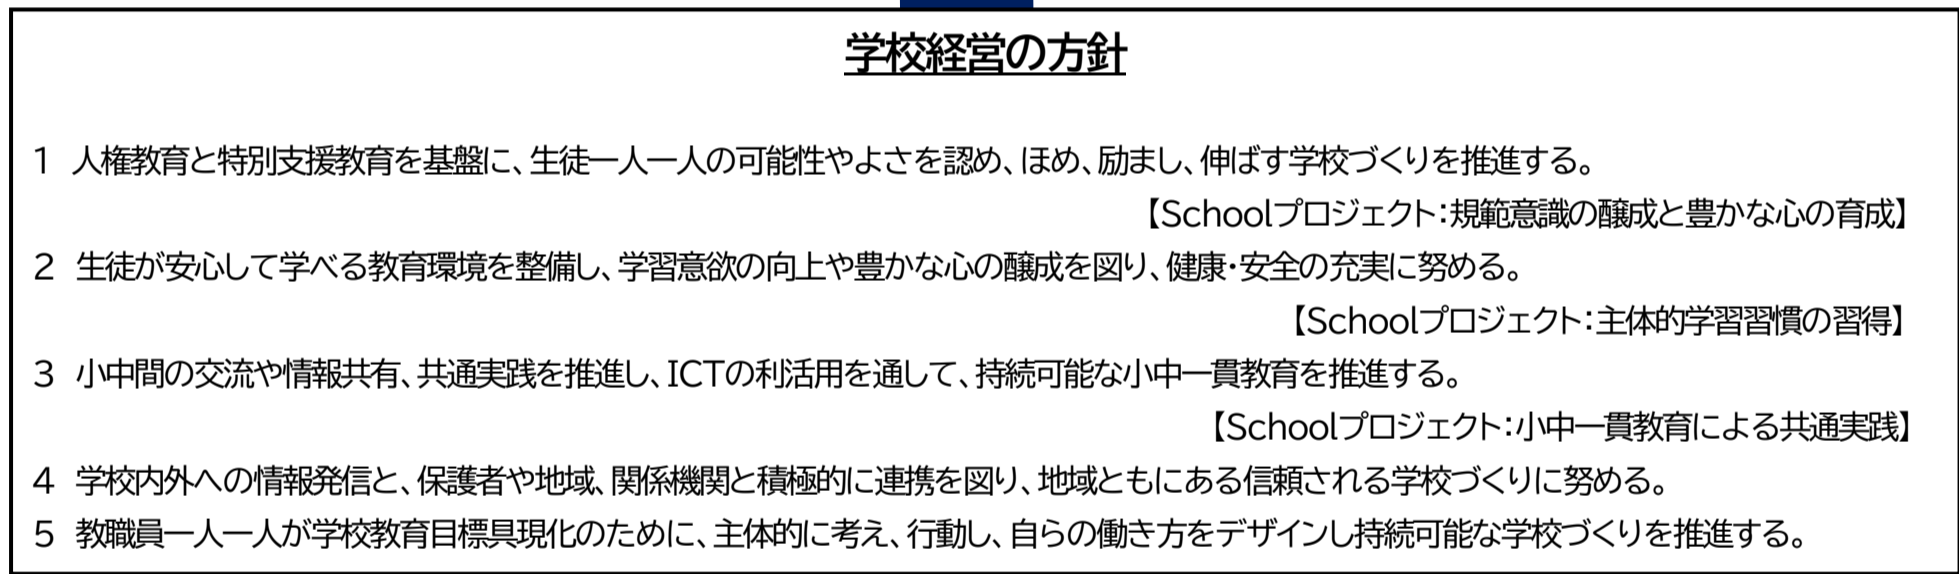 学校経営の方針
1 人権教育と特別支援教育を基盤に、生徒一人一人の可能性やよさを認め、ほめ、励まし、伸ばす学校づくりを推進する。
【Schoolプロジェクト：規範意識の醸成と豊かな心の育成】
2 生徒が安心して学べる教育環境を整備し、学習意欲の向上や豊かな心の醸成を図り、健康・安全の充実に努める。
【Schoolプロジェクト：主体的学習習慣の習得】
3 小中間の交流や情報共有、共通実践を推進し、ICTの利活用を通して、持続可能な小中一貫教育を推進する。
【Schoolプロジェクト：小中一貫教育による共通実践】
4 学校内外への情報発信と、保護者や地域、関係機関と積極的に連携を図り、地域ともにある信頼される学校づくりに努める。
5 教職員一人一人が学校教育目標具現化のために、主体的に考え、行動し、自らの働き方をデザインし持続可能な学校づくりを推進する。